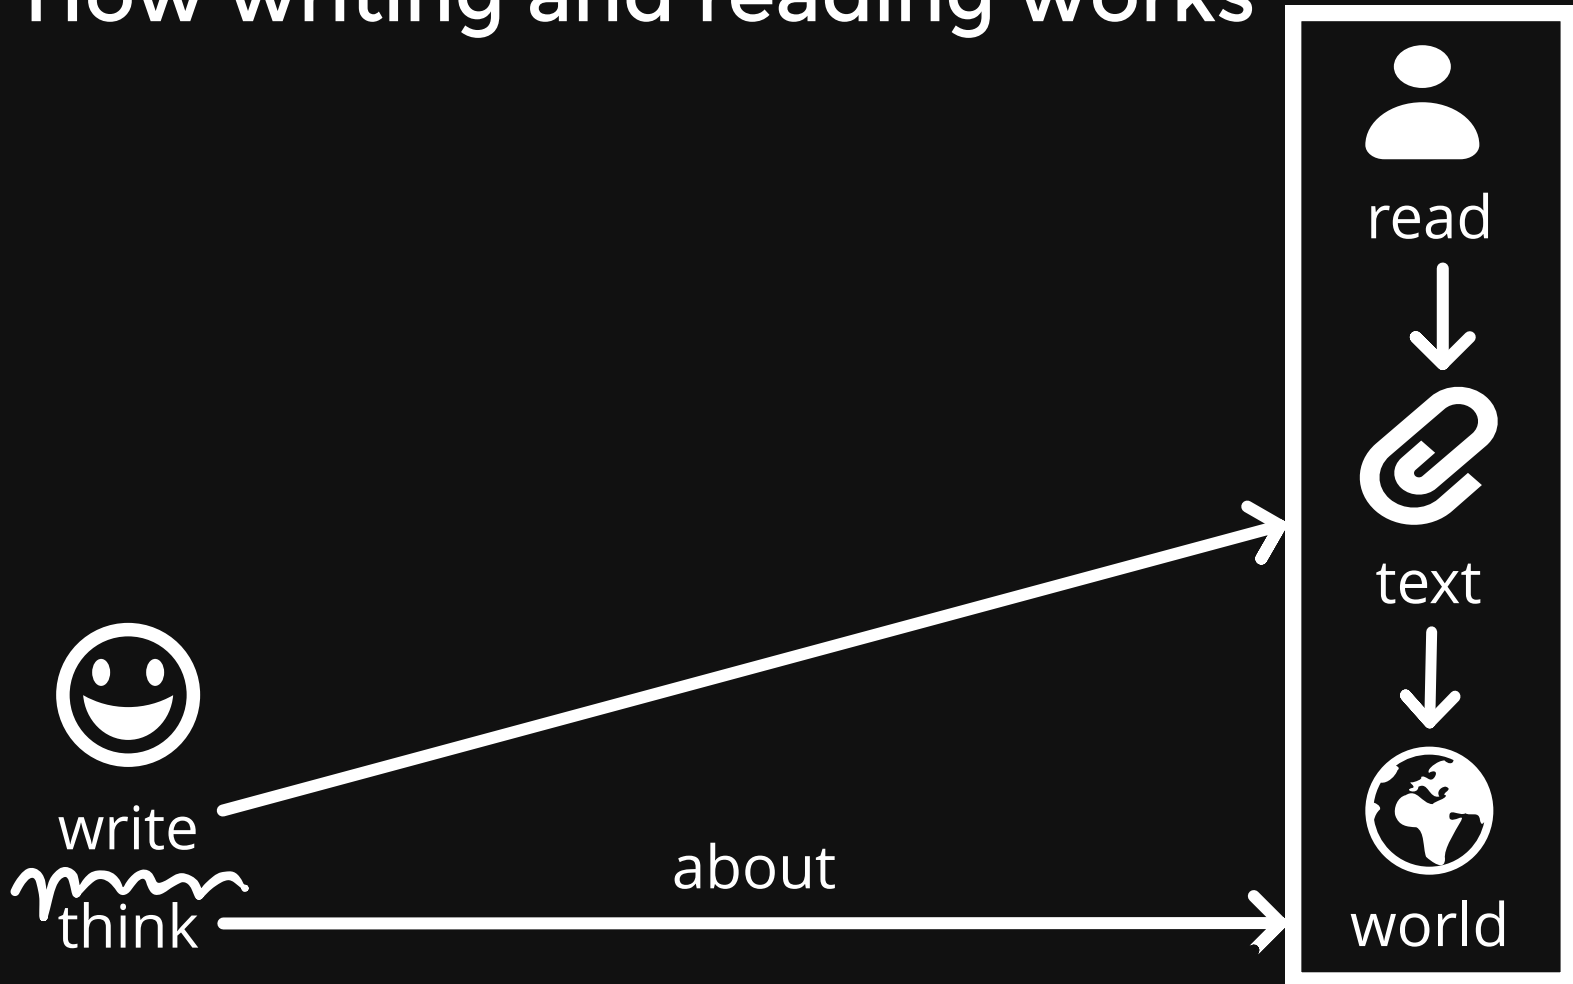 How writing and reading works
read
text
write
about
think
world